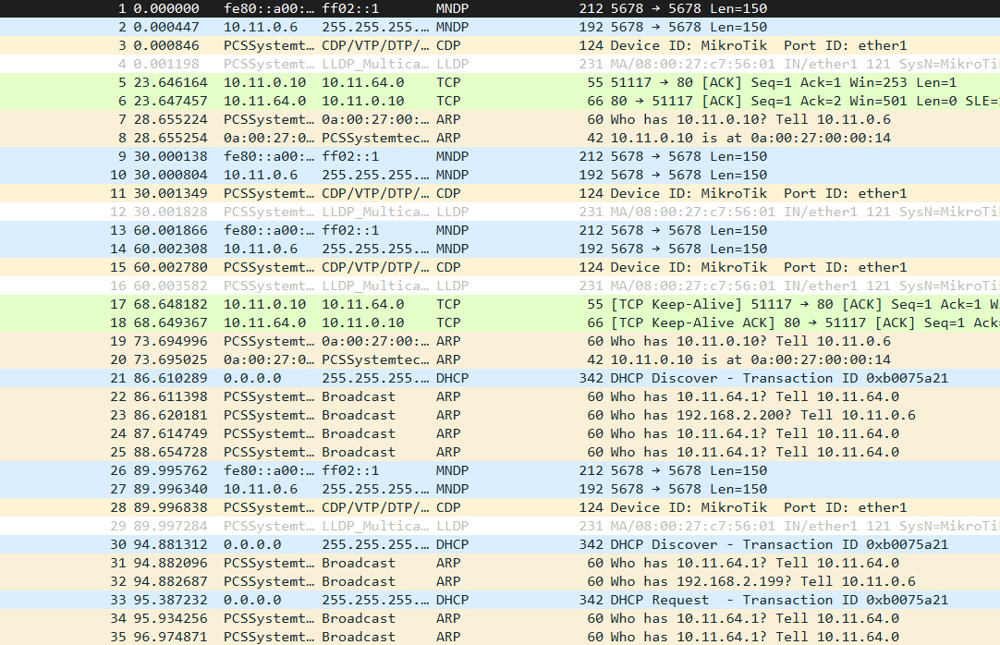 1 0.000000 fe80::a00:… ff02::1 MNDP 212 5678 → 5678 Len=150
2 0.000447 10.11.0.6 255.255.255.… MNDP 192 5678 → 5678 Len=150
3 0.000846 PCSSystemt… CDP/VTP/DTP/… CDP 124 Device ID: MikroTik  Port ID: ether1
4 0.001198 PCSSystemt… LLDP_Multica… LLDP 231 MA/08:00:27:c7:56:01 IN/ether1 121 SysN=MikroTi
5 23.646164 10.11.0.10 10.11.64.0 TCP 55 51117 → 80 [ACK] Seq=1 Ack=1 Win=253 Len=1
6 23.647457 10.11.64.0 10.11.0.10 TCP 66 80 → 51117 [ACK] Seq=1 Ack=2 Win=501 Len=0 SLE=
7 28.655224 PCSSystemt… 0a:00:27:00:… ARP 60 Who has 10.11.0.10? Tell 10.11.0.6
8 28.655254 0a:00:27:0… PCSSystemtec… ARP 42 10.11.0.10 is at 0a:00:27:00:00:14
9 30.000138 fe80::a00:… ff02::1 MNDP 212 5678 → 5678 Len=150
10 30.000804 10.11.0.6 255.255.255.… MNDP 192 5678 → 5678 Len=150
11 30.001349 PCSSystemt… CDP/VTP/DTP/… CDP 124 Device ID: MikroTik  Port ID: ether1
12 30.001828 PCSSystemt… LLDP_Multica… LLDP 231 MA/08:00:27:c7:56:01 IN/ether1 121 SysN=MikroTi
13 60.001866 fe80::a00:… ff02::1 MNDP 212 5678 → 5678 Len=150
14 60.002308 10.11.0.6 255.255.255.… MNDP 192 5678 → 5678 Len=150
15 60.002780 PCSSystemt… CDP/VTP/DTP/… CDP 124 Device ID: MikroTik  Port ID: ether1
16 60.003582 PCSSystemt… LLDP_Multica… LLDP 231 MA/08:00:27:c7:56:01 IN/ether1 121 SysN=MikroTi
17 68.648182 10.11.0.10 10.11.64.0 TCP 55 [TCP Keep-Alive] 51117 → 80 [ACK] Seq=1 Ack=1 W
18 68.649367 10.11.64.0 10.11.0.10 TCP 66 [TCP Keep-Alive ACK] 80 → 51117 [ACK] Seq=1 Ack
19 73.694996 PCSSystemt… 0a:00:27:00:… ARP 60 Who has 10.11.0.10? Tell 10.11.0.6
20 73.695025 0a:00:27:0… PCSSystemtec… ARP 42 10.11.0.10 is at 0a:00:27:00:00:14
21 86.610289 0.0.0.0 255.255.255.… DHCP 342 DHCP Discover - Transaction ID 0xb0075a21
22 86.611398 PCSSystemt… Broadcast ARP 60 Who has 10.11.64.1? Tell 10.11.64.0
23 86.620181 PCSSystemt… Broadcast ARP 60 Who has 192.168.2.200? Tell 10.11.0.6
24 87.614749 PCSSystemt… Broadcast ARP 60 Who has 10.11.64.1? Tell 10.11.64.0
25 88.654728 PCSSystemt… Broadcast ARP 60 Who has 10.11.64.1? Tell 10.11.64.0
26 89.995762 fe80::a00:… ff02::1 MNDP 212 5678 → 5678 Len=150
27 89.996340 10.11.0.6 255.255.255.… MNDP 192 5678 → 5678 Len=150
28 89.996838 PCSSystemt… CDP/VTP/DTP/… CDP 124 Device ID: MikroTik  Port ID: ether1
29 89.997284 PCSSystemt… LLDP_Multica… LLDP 231 MA/08:00:27:c7:56:01 IN/ether1 121 SysN=MikroTi
30 94.881312 0.0.0.0 255.255.255.… DHCP 342 DHCP Discover - Transaction ID 0xb0075a21
31 94.882096 PCSSystemt… Broadcast ARP 60 Who has 10.11.64.1? Tell 10.11.64.0
32 94.882687 PCSSystemt… Broadcast ARP 60 Who has 192.168.2.199? Tell 10.11.0.6
33 95.387232 0.0.0.0 255.255.255.… DHCP 342 DHCP Request  - Transaction ID 0xb0075a21
34 95.934256 PCSSystemt… Broadcast ARP 60 Who has 10.11.64.1? Tell 10.11.64.0
35 96.974871 PCSSystemt… Broadcast ARP 60 Who has 10.11.64.1? Tell 10.11.64.0